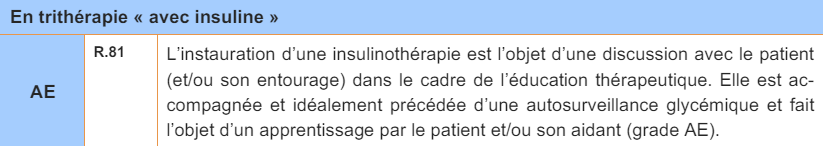 En trithérapie « avec insuline »
AE
R.81
L’instauration d’une insulinothérapie est l’objet d’une discussion avec le patient
(et/ou son entourage) dans le cadre de l’éducation thérapeutique. Elle est ac-
compagnée et idéalement précédée d’une autosurveillance glycémique et fait
l’objet d’un apprentissage par le patient et/ou son aidant (grade AE).